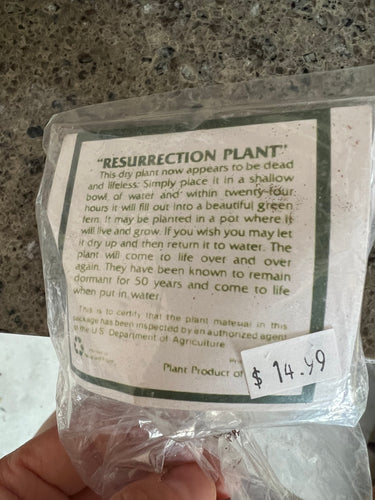 "RESURRECTION PLANT"
This dry plant now appears to be dead
and lifeless. Simply place it in a shallow
bowl of water and within twenty-four
hours it will fill out into a beautiful green
fern. It may be planted in a pot where it
will live and grow. If you wish you may let
it dry up and then return it to water. The
plant will come to life over and over
again. They have been known to remain
dormant for 50 years and come to life
when put in water.
This is to certify that the plant material in this
package has been inspected by an authorized agent
of the U.S. Department of Agriculture.
Plant Product of
$ 14.99